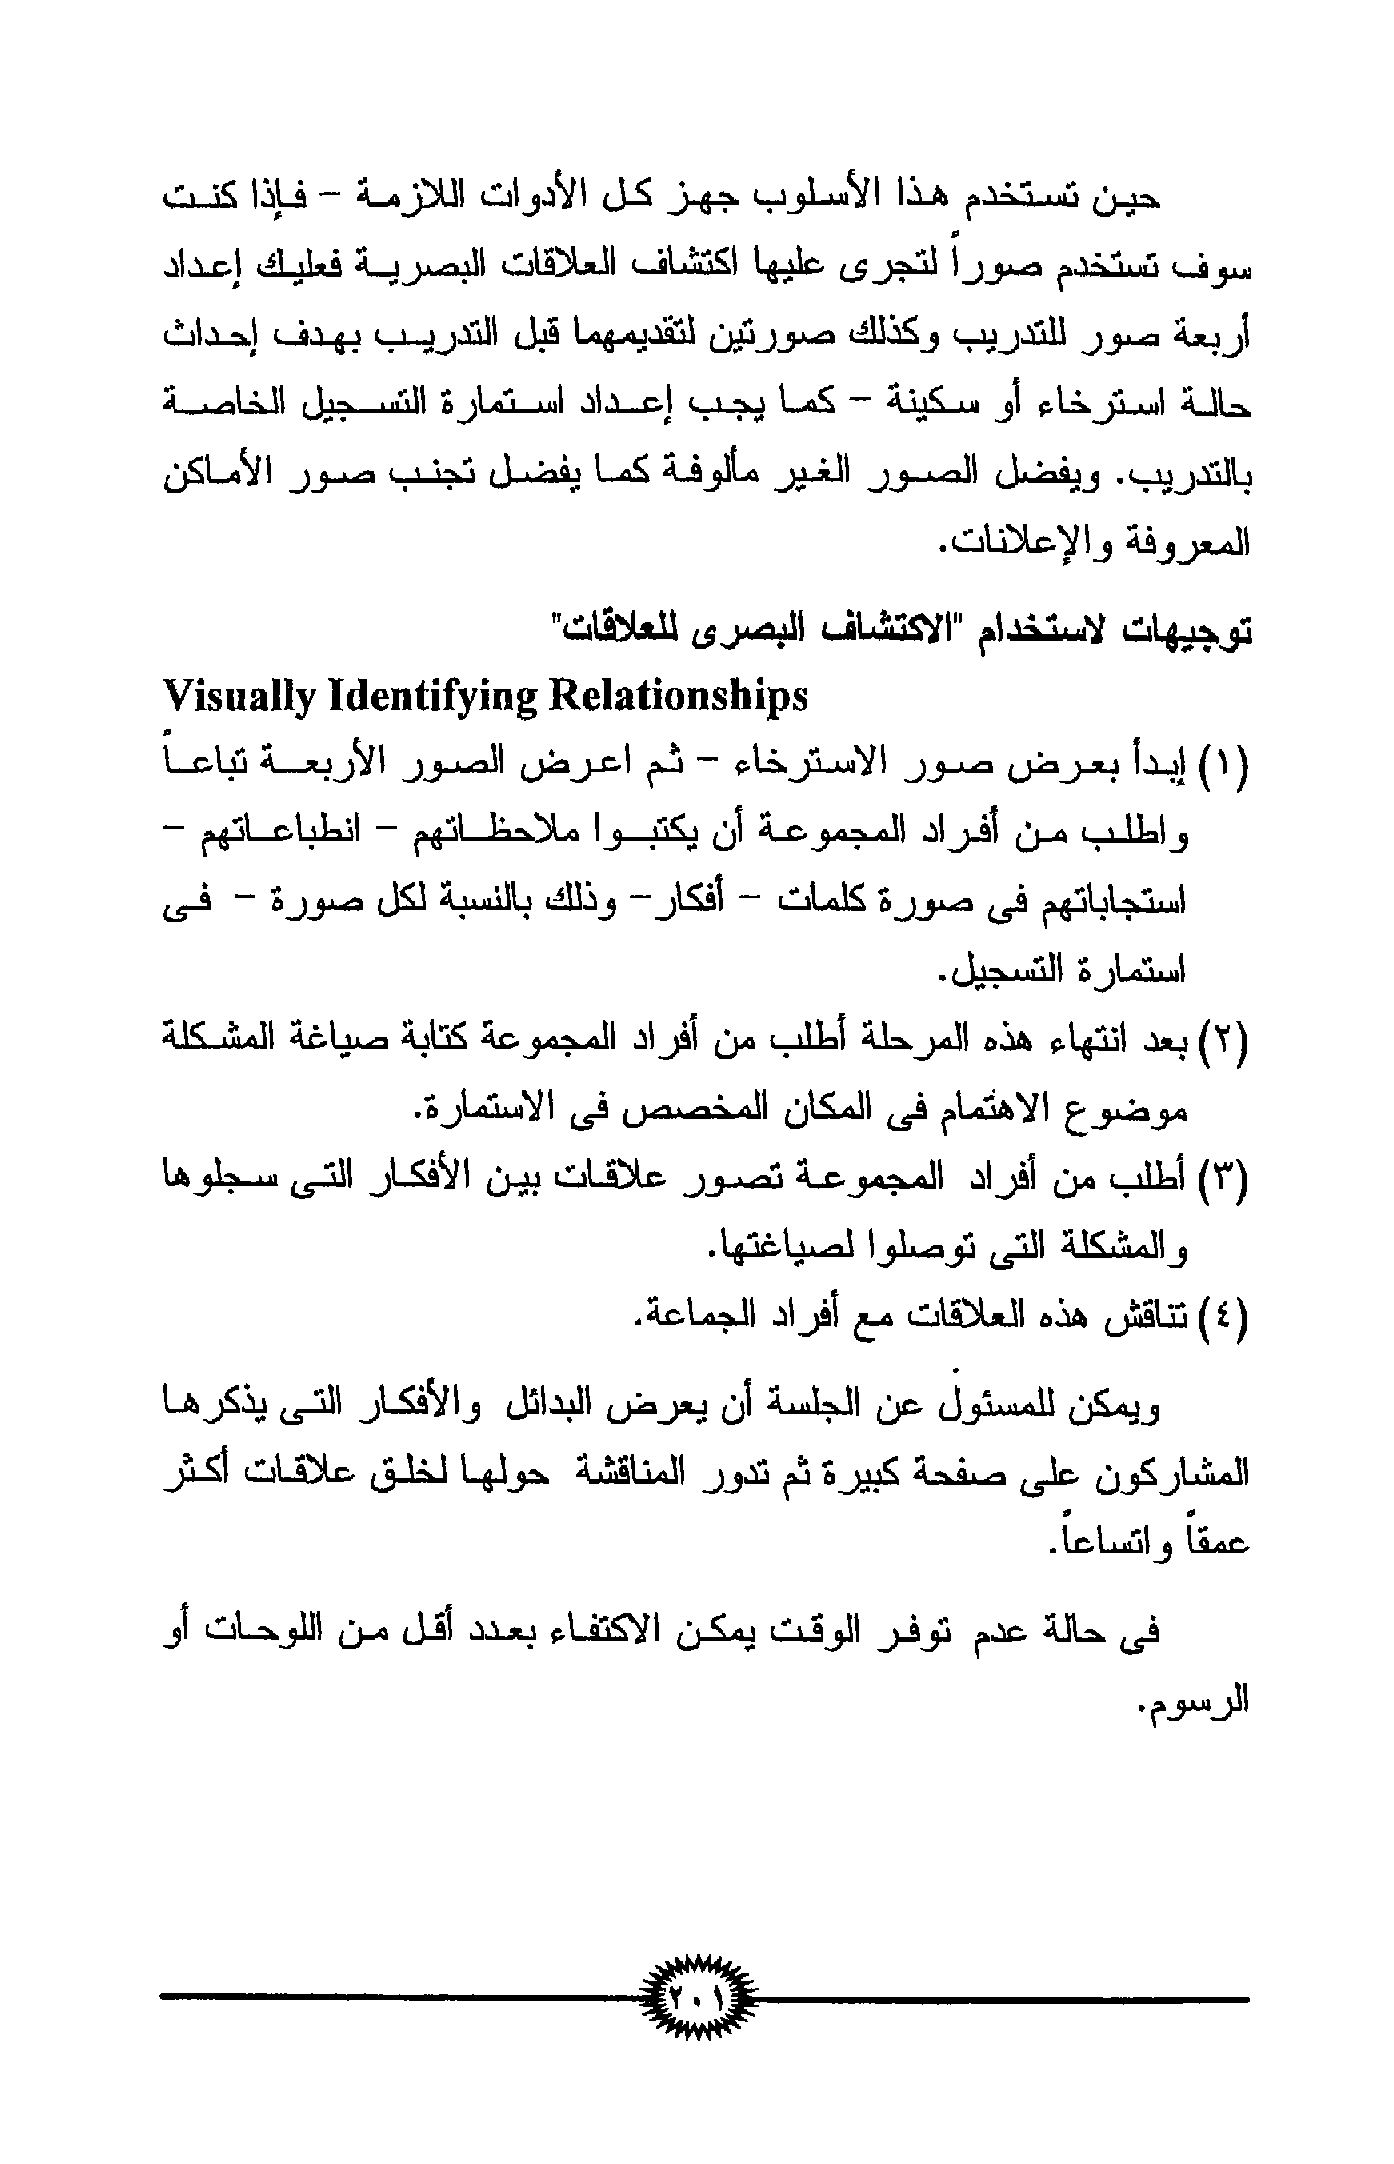 حين تستخدم هذا الأسلوب جهز كل الأدوات اللازمة - فإذا كنت
سوف تستخدم صوراً لتجرى عليها اكتشاف العلاقات البصرية فعليك إعداد
أربعة صور للتدريب وكذلك صورتين لتقديمهما قبل التدريب بهدف إحداث
حالة استرخاء أو سكينة - كما يجب إعداد استمارة التسجيل الخاصة
بالتدريب. ويفضل الصور الغير مألوفة كما يفضل تجنب صور الأماكن
المعروفة والإعلانات.
توجيهات لاستخدام "الاكتشاف البصرى للعلاقات"
Visually Identifying Relationships
(١) إبدأ بعرض صور الاسترخاء - ثم اعرض الصور الأربعة تباعاً
واطلب من أفراد المجموعة أن يكتبوا ملاحظاتهم - انطباعاتهم -
استجاباتهم فى صورة كلمات - أفكار- وذلك بالنسبة لكل صورة - فى
استمارة التسجيل.
(٢) بعد انتهاء هذه المرحلة أطلب من أفراد المجموعة كتابة صياغة المشكلة
موضوع الاهتمام فى المكان المخصص فى الاستمارة.
(٣) أطلب من أفراد المجموعة تصور علاقات بين الأفكار التى سجلوها
والمشكلة التى توصلوا لصياغتها.
(٤) تناقش هذه العلاقات مع أفراد الجماعة.
ويمكن للمسئول عن الجلسة أن يعرض البدائل والأفكار التى يذكرها
المشاركون على صفحة كبيرة ثم تدور المناقشة حولها لخلق علاقات أكثر
عمقاً واتساعاً.
فى حالة عدم توفر الوقت يمكن الاكتفاء بعدد أقل من اللوحات أو
الرسوم.
٢٠١